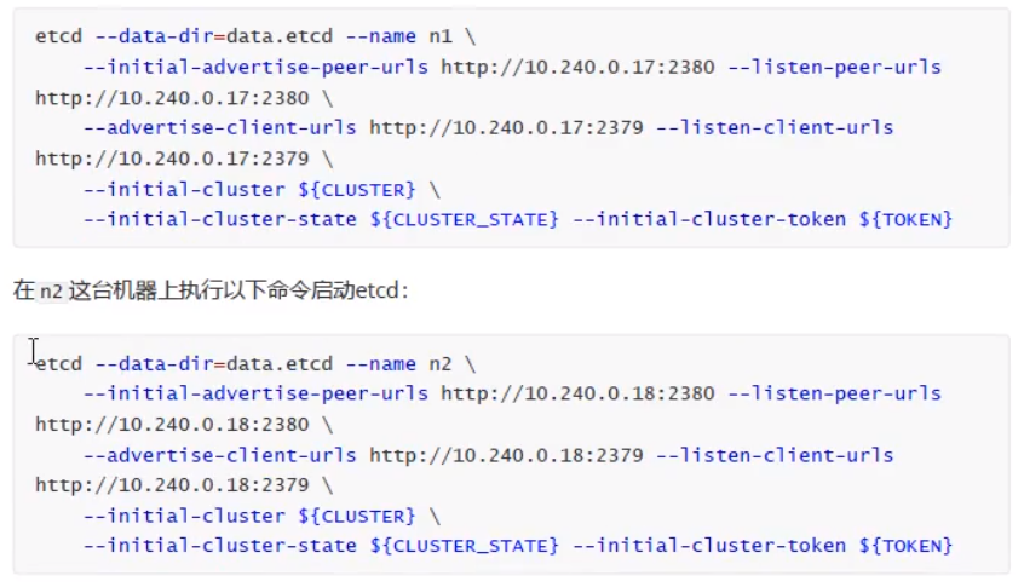 etcd --data-dir=data.etcd --name n1 \
--initial-advertise-peer-urls http://10.240.0.17:2380 --listen-peer-urls
http://10.240.0.17:2380 \
--advertise-client-urls http://10.240.0.17:2379 --listen-client-urls
http://10.240.0.17:2379 \
--initial-cluster ${CLUSTER} \
--initial-cluster-state ${CLUSTER_STATE} --initial-cluster-token ${TOKEN}
在 n2 这台机器上执行以下命令启动etcd：
etcd --data-dir=data.etcd --name n2 \
--initial-advertise-peer-urls http://10.240.0.18:2380 --listen-peer-urls
http://10.240.0.18:2380 \
--advertise-client-urls http://10.240.0.18:2379 --listen-client-urls
http://10.240.0.18:2379 \
--initial-cluster ${CLUSTER} \
--initial-cluster-state ${CLUSTER_STATE} --initial-cluster-token ${TOKEN}